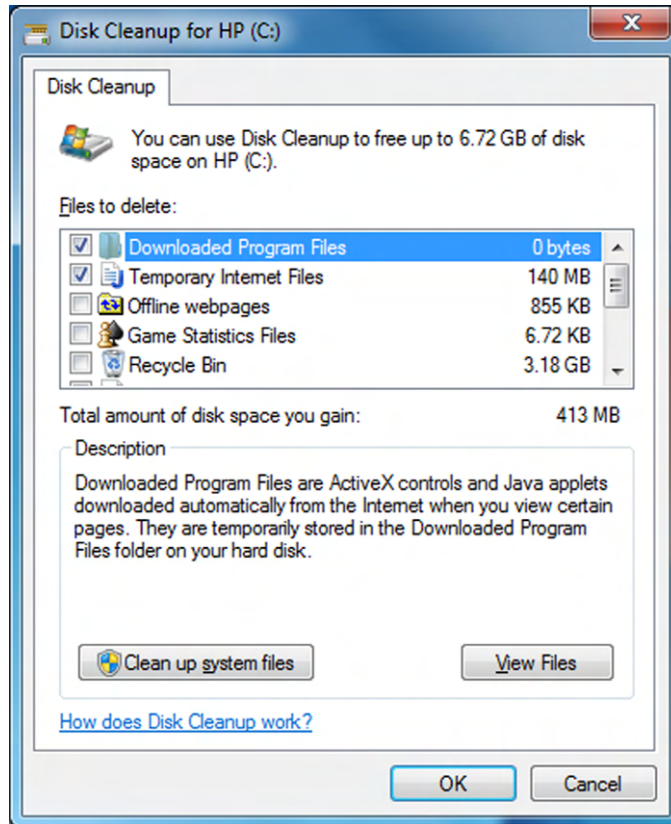 Disk Cleanup for HP (C:)
Disk Cleanup
You can use Disk Cleanup to free up to 6.72 GB of disk
space on HP (C:).
Files to delete:
Downloaded Program Files 0 bytes
Temporary Internet Files 140 MB
Offline webpages 855 KB
Game Statistics Files 6.72 KB
Recycle Bin 3.18 GB
Total amount of disk space you gain: 413 MB
Description
Downloaded Program Files are ActiveX controls and Java applets
downloaded automatically from the Internet when you view certain
pages. They are temporarily stored in the Downloaded Program
Files folder on your hard disk.
Clean up system files View Files
How does Disk Cleanup work?
OK Cancel